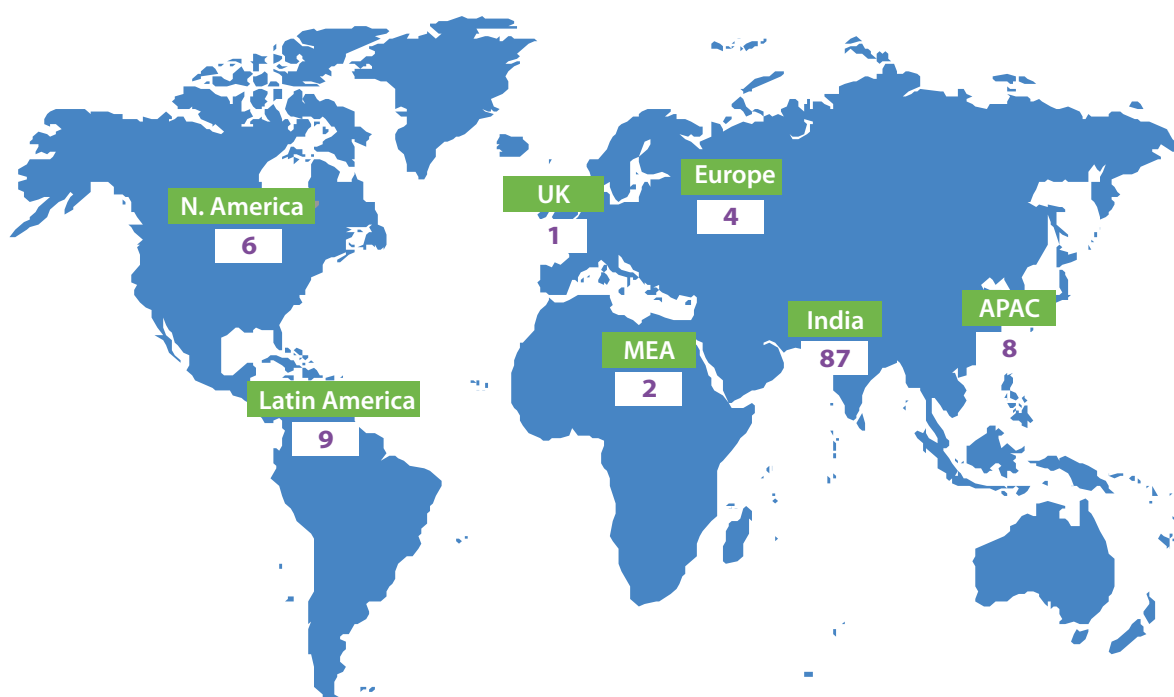 Europe
4
UK
1
N. America
6
India
87
APAC
8
MEA
2
Latin America
9